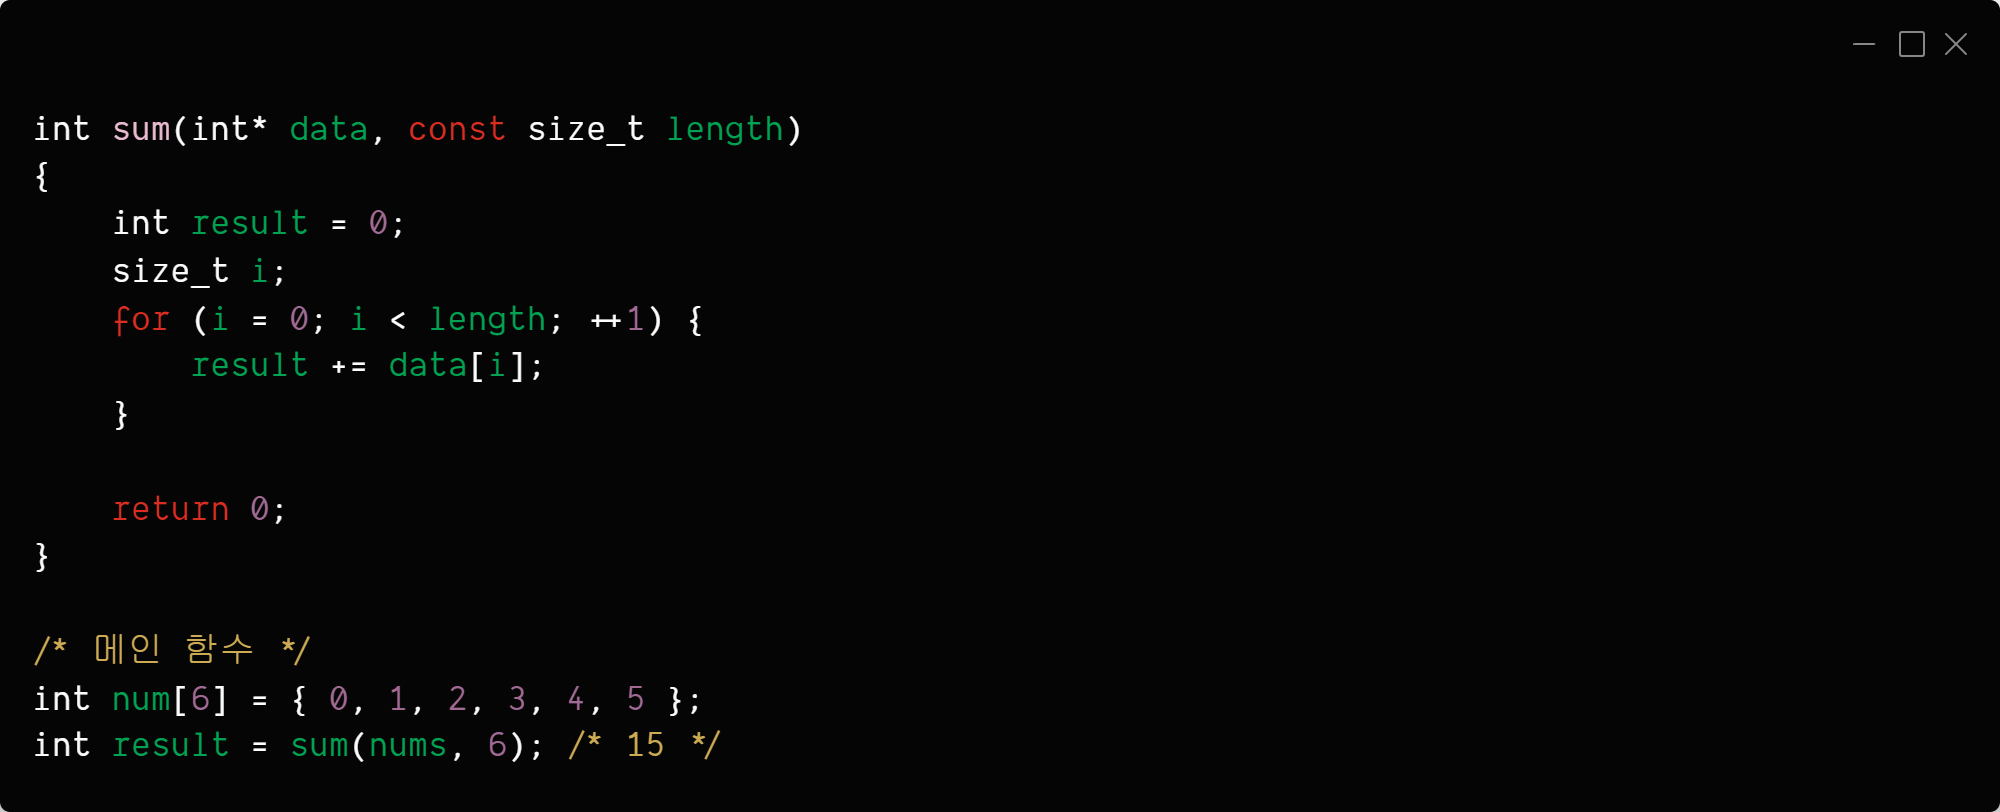 int sum(int* data, const size_t length)
{
    int result = 0;
    size_t i;
    for (i = 0; i < length; ++1) {
        result += data[i];
    }

    return 0;
}

/* 메인 함수 */
int num[6] = { 0, 1, 2, 3, 4, 5 };
int result = sum(nums, 6); /* 15 */